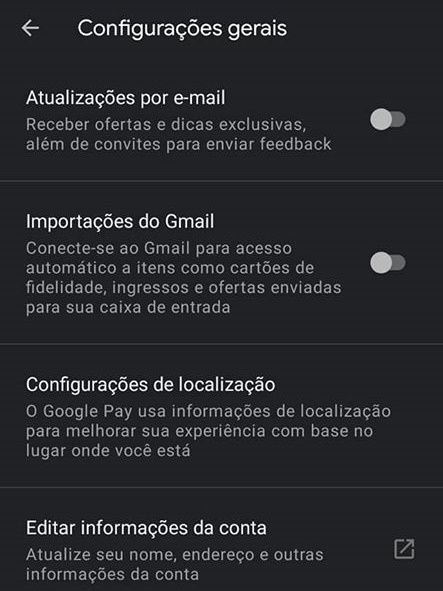 Configurações gerais
Atualizações por e-mail
Receber ofertas e dicas exclusivas,
além de convites para enviar feedback
Importações do Gmail
Conecte-se ao Gmail para acesso
automático a itens como cartões de
fidelidade, ingressos e ofertas enviadas
para sua caixa de entrada
Configurações de localização
O Google Pay usa informações de localização
para melhorar sua experiência com base no
lugar onde você está
Editar informações da conta
Atualize seu nome, endereço e outras
informações da conta